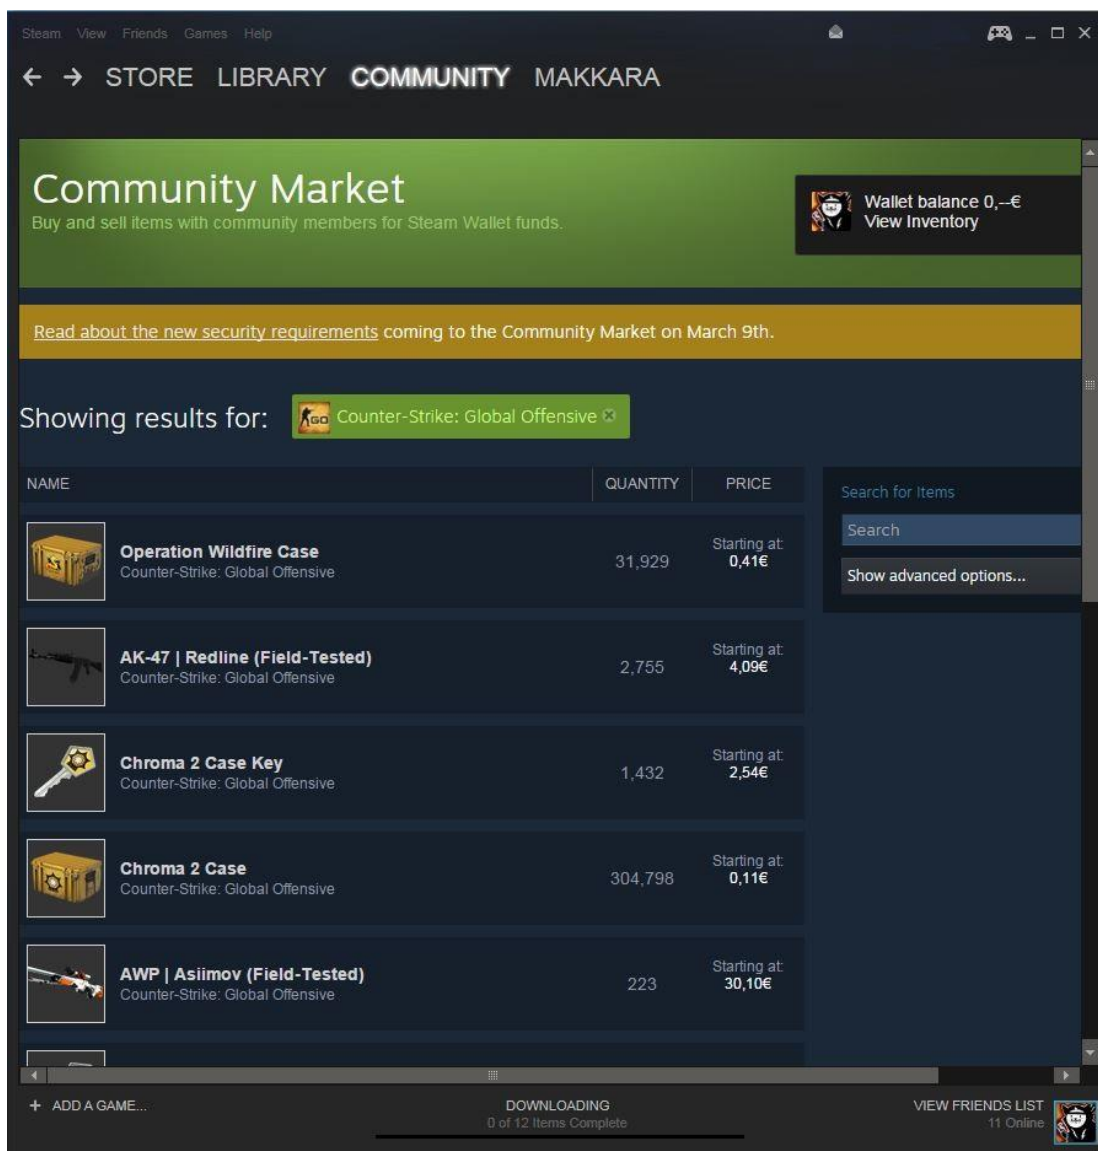 Steam View Friends Games Help
STORE LIBRARY COMMUNITY MAKKARA
Community Market
Buy and sell items with community members for Steam Wallet funds.
Wallet balance 0,--€
View Inventory
Read about the new security requirements coming to the Community Market on March 9th.
Showing results for: GO Counter-Strike: Global Offensive
NAME QUANTITY PRICE
Search for Items
Search
Show advanced options...
Operation Wildfire Case
Counter-Strike: Global Offensive
31,929
Starting at:
0,41€
AK-47 | Redline (Field-Tested)
Counter-Strike: Global Offensive
2,755
Starting at:
4,09€
Chroma 2 Case Key
Counter-Strike: Global Offensive
1,432
Starting at:
2,54€
Chroma 2 Case
Counter-Strike: Global Offensive
304,798
Starting at:
0,11€
AWP | Asiimov (Field-Tested)
Counter-Strike: Global Offensive
223
Starting at:
30,10€
+ ADD A GAME...
DOWNLOADING
0 of 12 Items Complete
VIEW FRIENDS LIST
11 Online